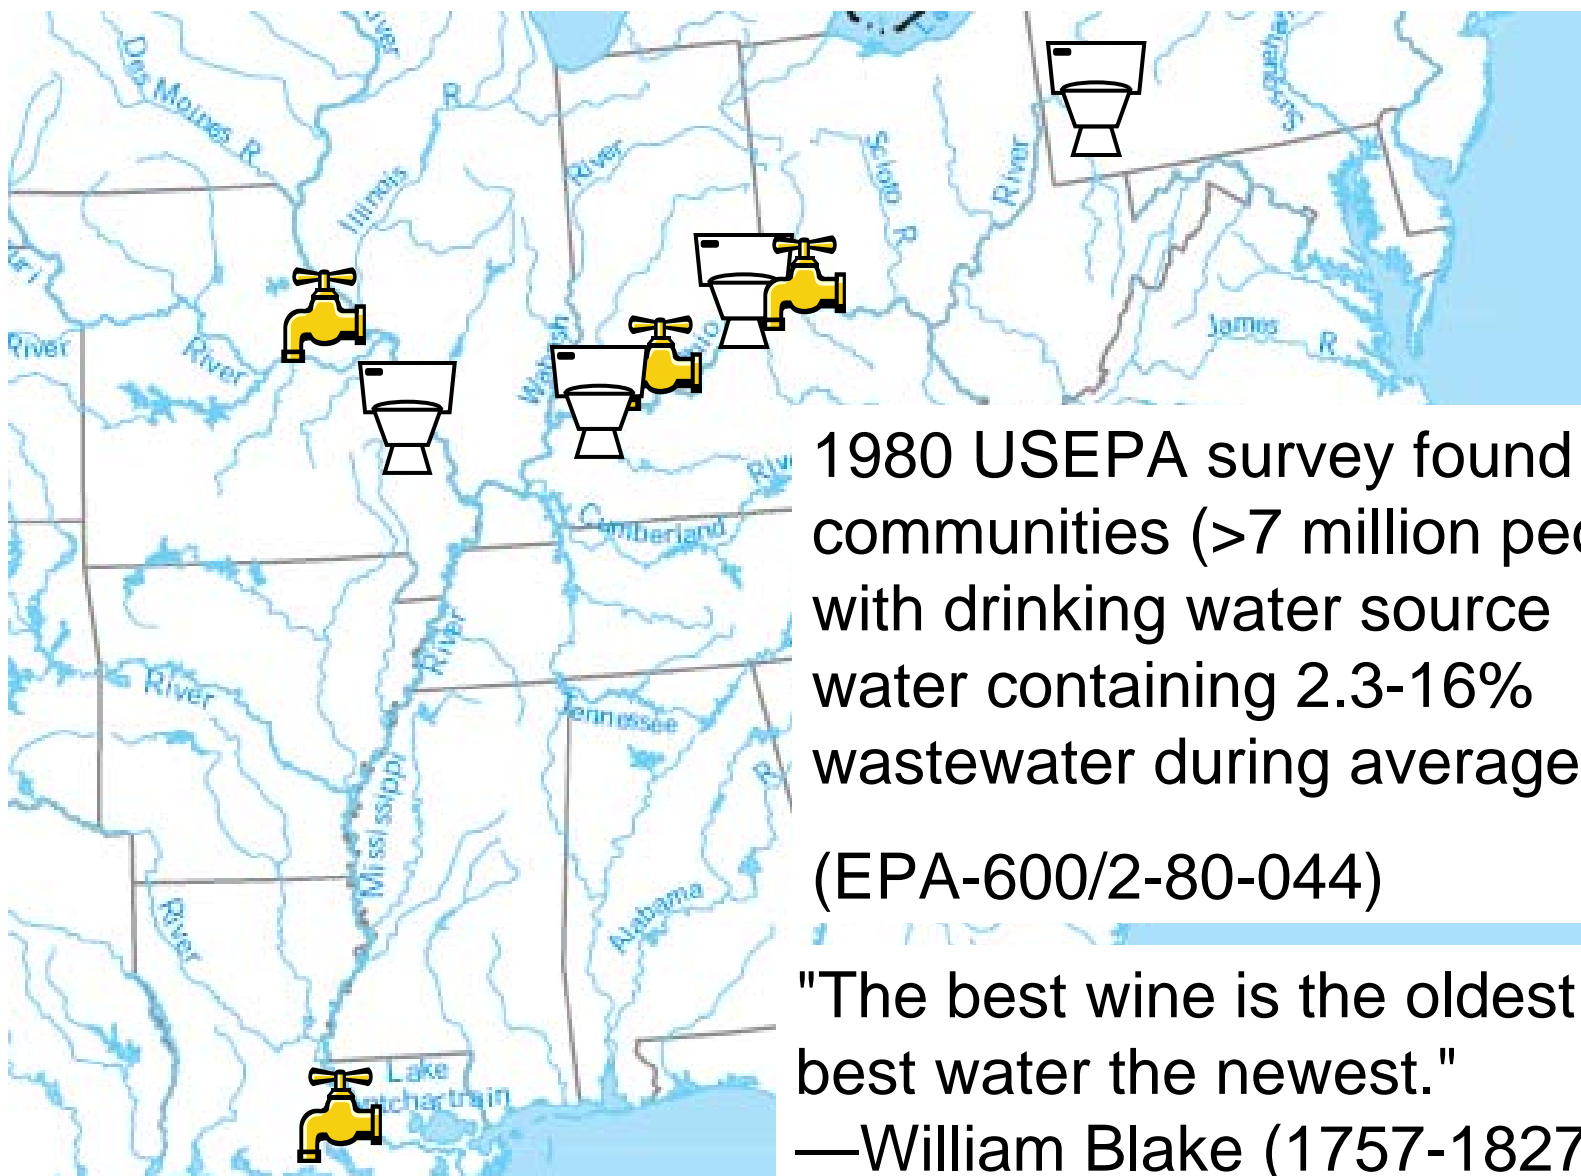 River
Des Moines R
Illinois R
River
Scioto R
River
River
River
Wabash
James R
1980 USEPA survey found
communities (>7 million
with drinking water source
water containing 2.3-16%
wastewater during average
(EPA-600/2-80-044)
Cumberland
River
River
Tennessee
Mississippi
R
River
Alabama
"The best wine is the oldest
best water the newest."
—William Blake (1757-1827
Lake